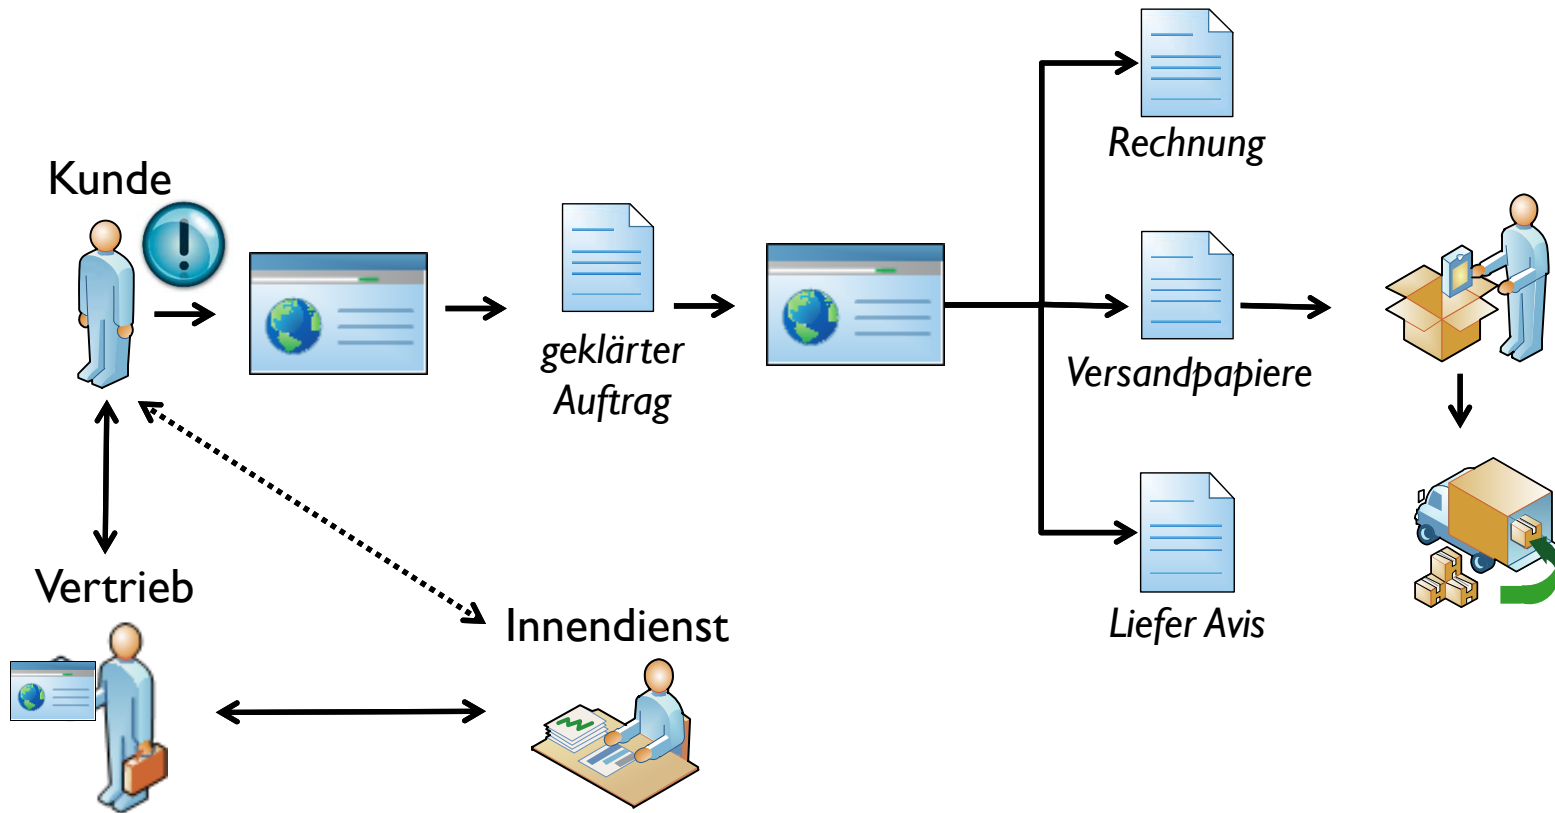 Kunde
geklärter
Auftrag
Rechnung
Versandpapiere
Liefer Avis
Vertrieb
Innendienst